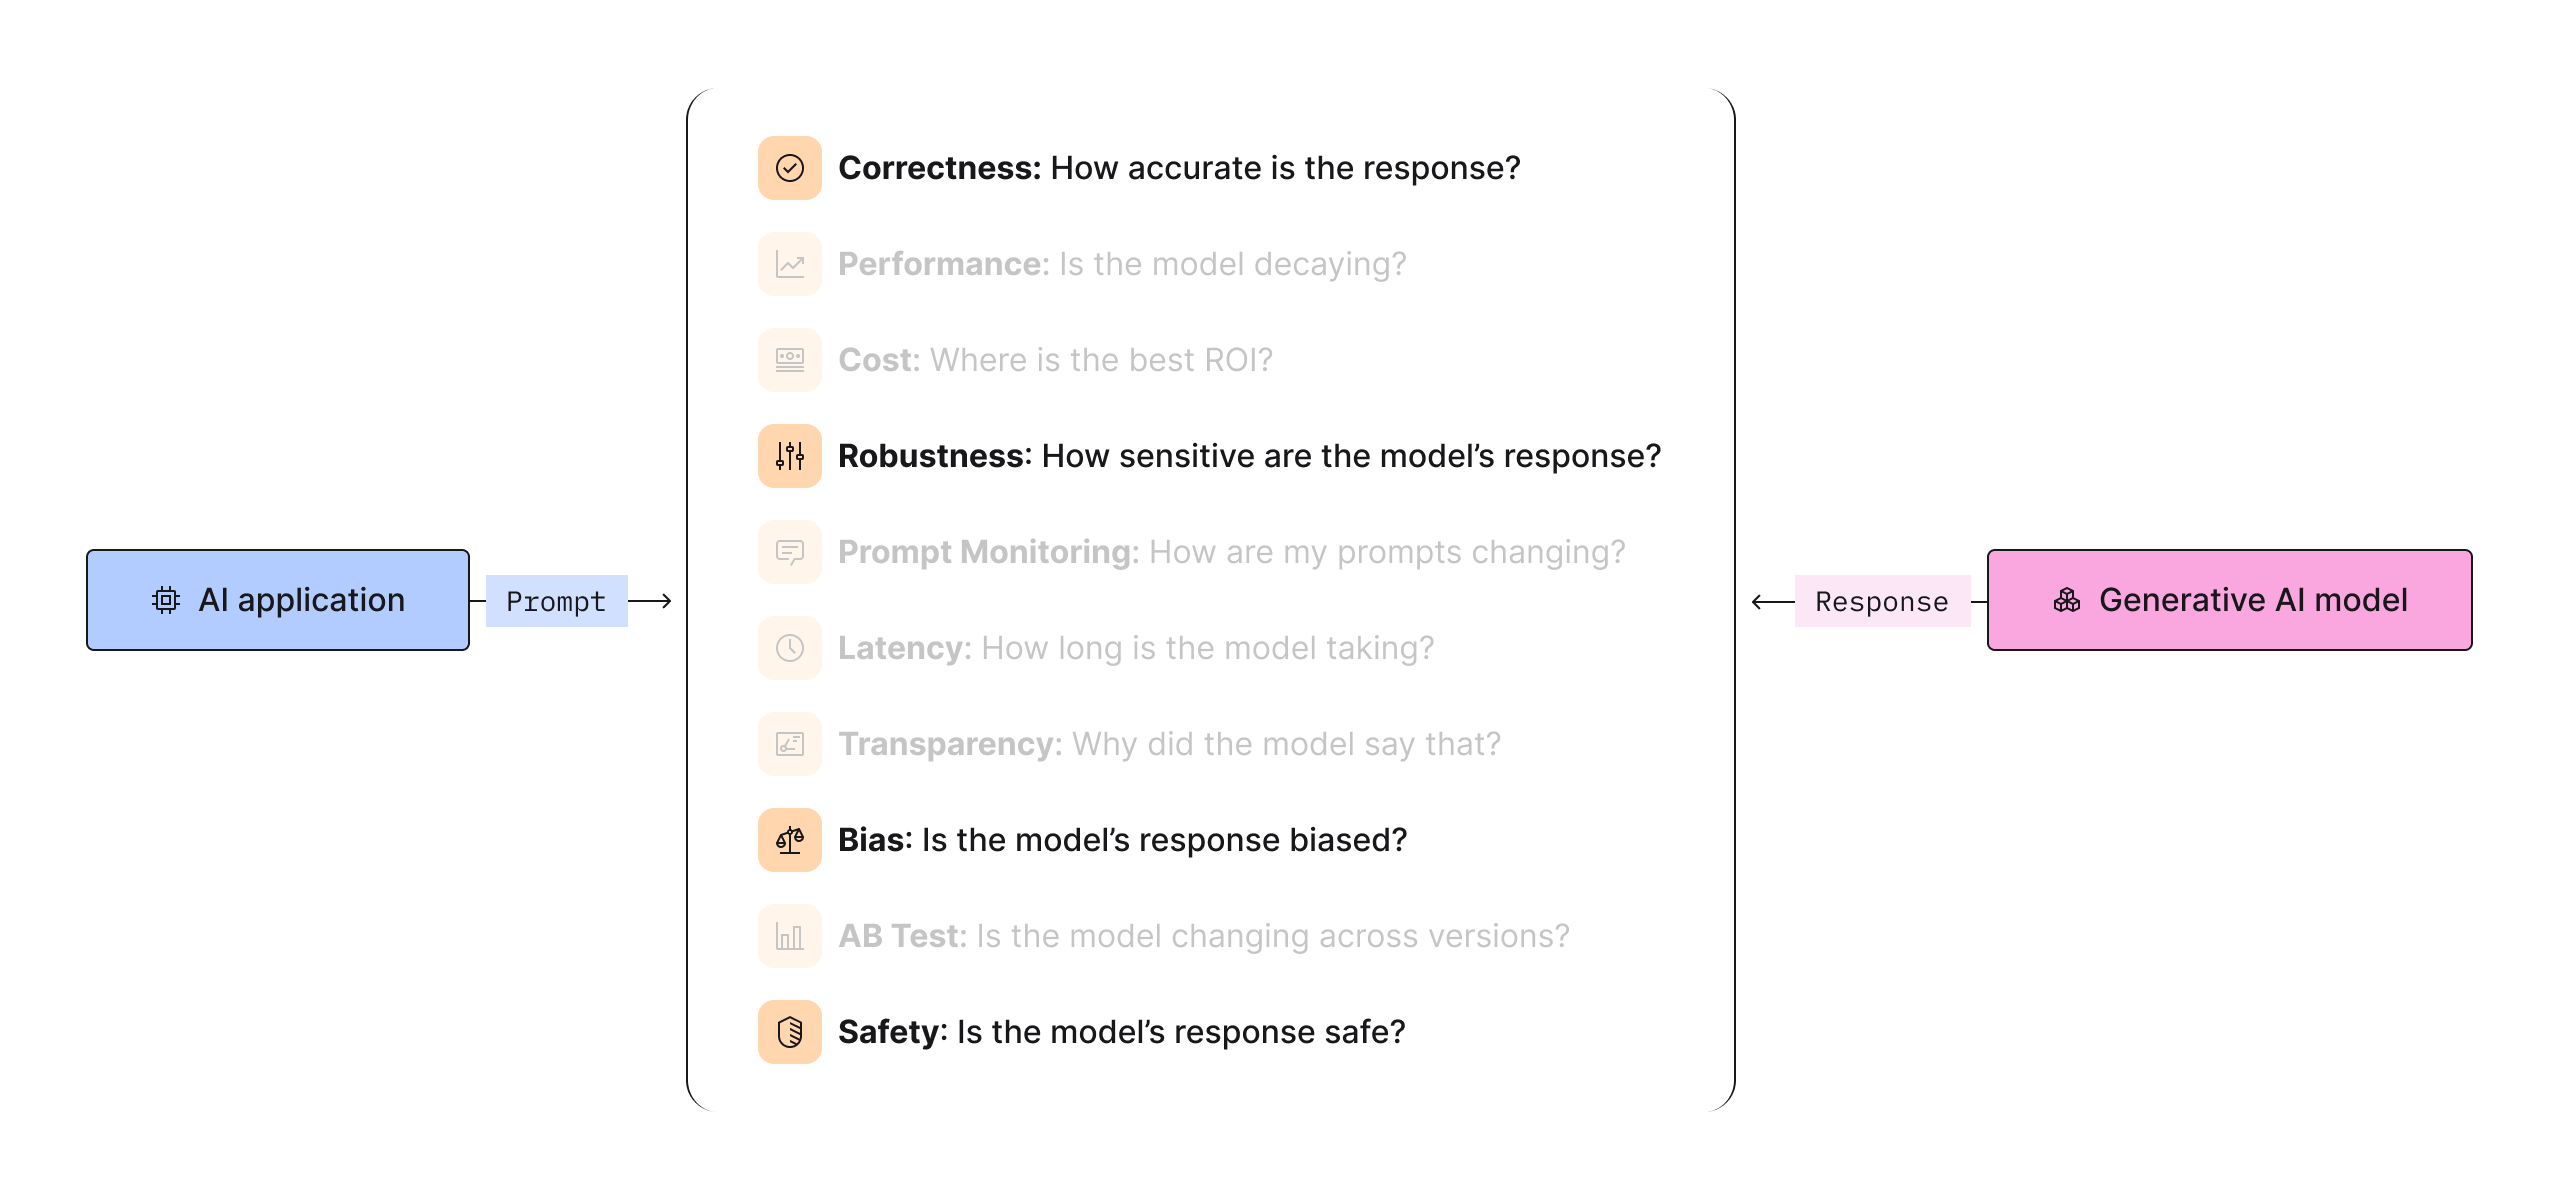 Correctness: How accurate is the response?
Performance: Is the model decaying?
Cost: Where is the best ROI?
Robustness: How sensitive are the model’s response?
Prompt Monitoring: How are my prompts changing?
AI application
Prompt
Response
Generative AI model
Latency: How long is the model taking?
Transparency: Why did the model say that?
Bias: Is the model’s response biased?
AB Test: Is the model changing across versions?
Safety: Is the model’s response safe?